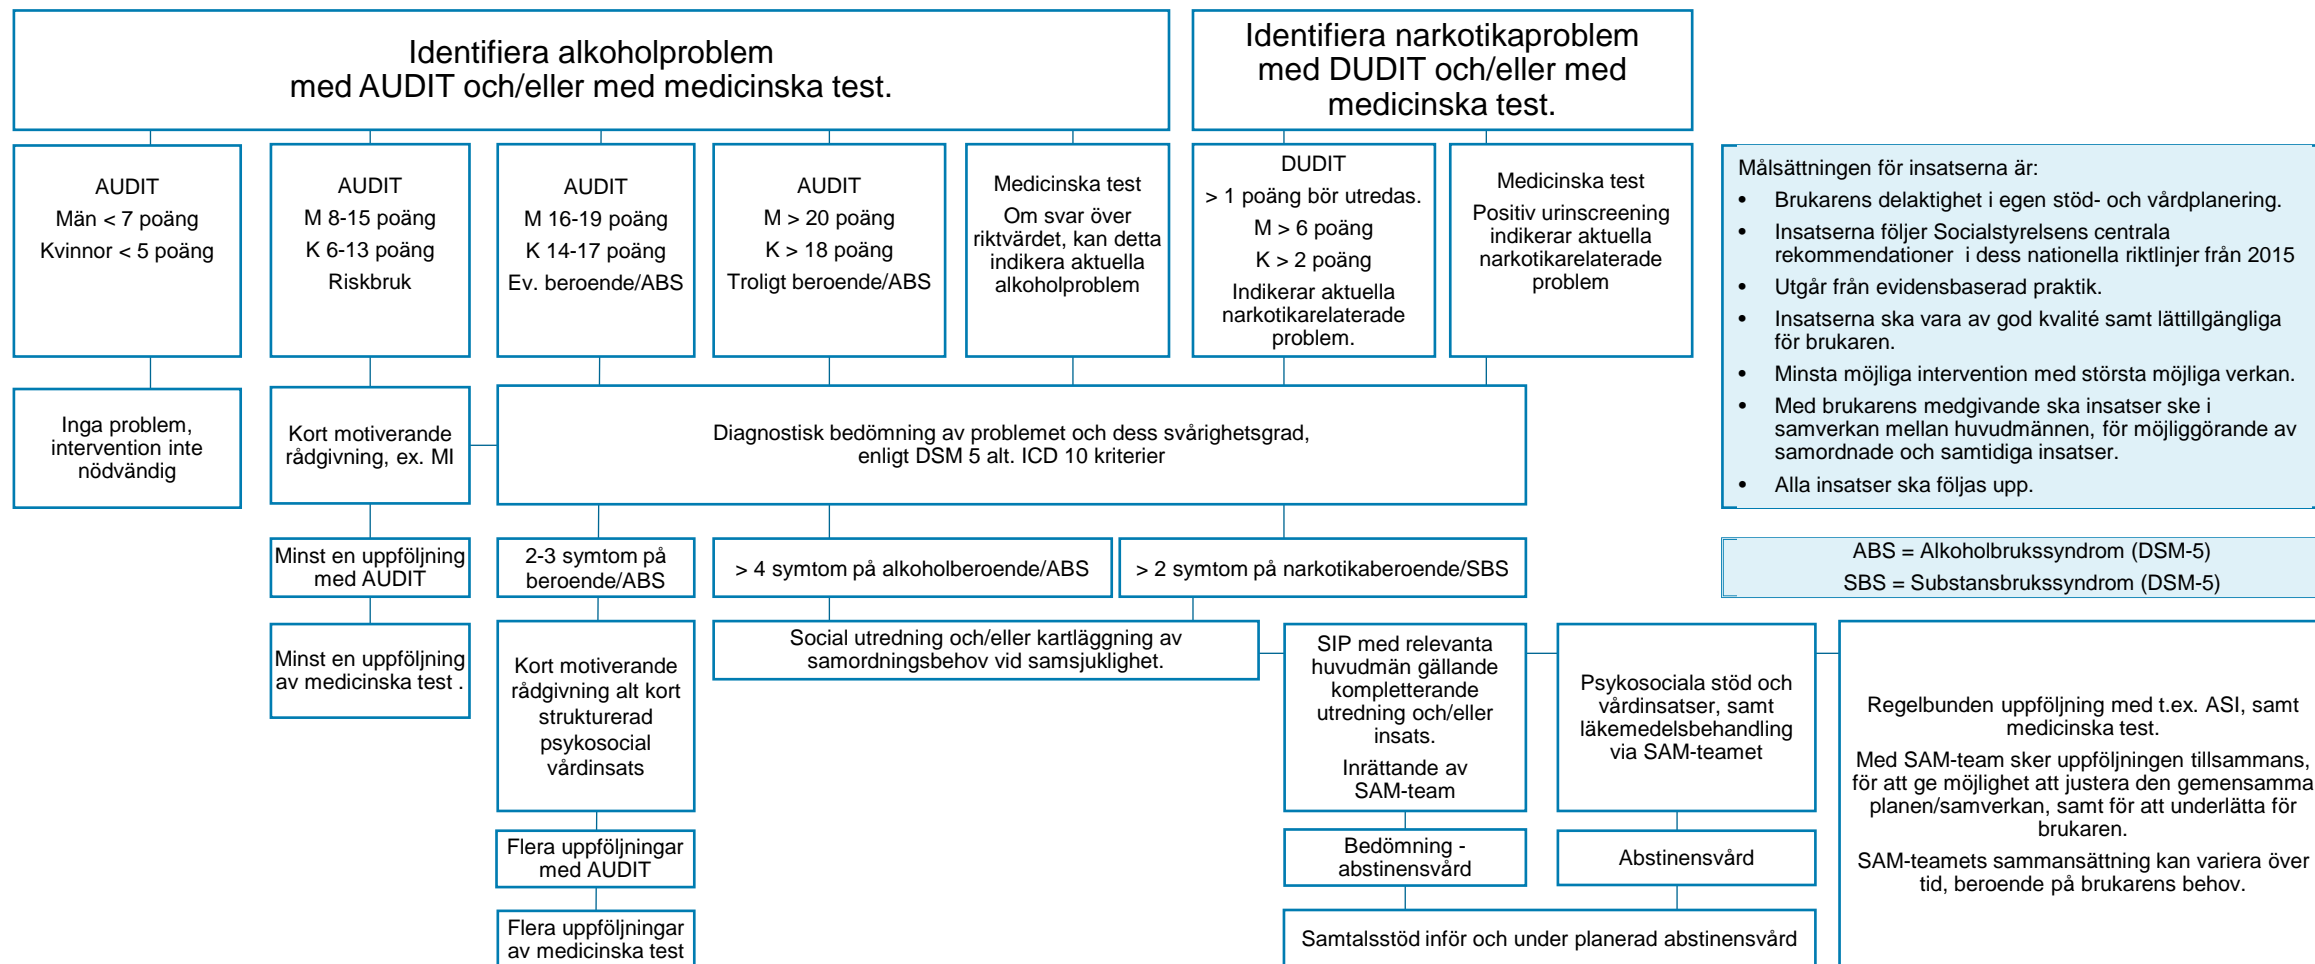 Identifiera alkoholproblem
med AUDIT och/eller med medicinska test.
Identifiera narkotikaproblem
med DUDIT och/eller med
medicinska test.
AUDIT
Män < 7 poäng
Kvinnor < 5 poäng
AUDIT
M 8-15 poäng
K 6-13 poäng
Riskbruk
AUDIT
M 16-19 poäng
K 14-17 poäng
Ev. beroende/ABS
AUDIT
M > 20 poäng
K > 18 poäng
Troligt beroende/ABS
Medicinska test
Om svar över
riktvärdet, kan detta
indikera aktuella
alkoholproblem
DUDIT
> 1 poäng bör utredas.
M > 6 poäng
K > 2 poäng
Indikerar aktuella
narkotikarelaterade
problem.
Medicinska test
Positiv urinscreening
indikerar aktuella
narkotikarelaterade
problem
Målsättningen för insatserna är:
• Brukarens delaktighet i egen stöd- och vårdplanering.
• Insatserna följer Socialstyrelsens centrala
rekommendationer i dess nationella riktlinjer från 2015
• Utgår från evidensbaserad praktik.
• Insatserna ska vara av god kvalité samt lättillgängliga
för brukaren.
• Minsta möjliga intervention med största möjliga verkan.
• Med brukarens medgivande ska insatser ske i
samverkan mellan huvudmännen, för möjliggörande av
samordnade och samtidiga insatser.
• Alla insatser ska följas upp.
Inga problem,
intervention inte
nödvändig
Kort motiverande
rådgivning, ex. MI
Diagnostisk bedömning av problemet och dess svårighetsgrad,
enligt DSM 5 alt. ICD 10 kriterier
Minst en uppföljning
med AUDIT
2-3 symtom på
beroende/ABS
> 4 symtom på alkoholberoende/ABS
> 2 symtom på narkotikaberoende/SBS
ABS = Alkoholbrukssyndrom (DSM-5)
SBS = Substansbrukssyndrom (DSM-5)
Minst en uppföljning
av medicinska test .
Kort motiverande
rådgivning alt kort
strukturerad
psykosocial
vårdinsats
Social utredning och/eller kartläggning av
samordningsbehov vid samsjuklighet.
SIP med relevanta
huvudmän gällande
kompletterande
utredning och/eller
insats.
Inrättande av
SAM-team
Psykosociala stöd och
vårdinsatser, samt
läkemedelsbehandling
via SAM-teamet
Regelbunden uppföljning med t.ex. ASI, samt
medicinska test.
Med SAM-team sker uppföljningen tillsammans,
för att ge möjlighet att justera den gemensamma
planen/samverkan, samt för att underlätta för
brukaren.
SAM-teamets sammansättning kan variera över
tid, beroende på brukarens behov.
Flera uppföljningar
med AUDIT
Bedömning -
abstinensvård
Abstinensvård
Flera uppföljningar
av medicinska test
Samtalsstöd inför och under planerad abstinensvård